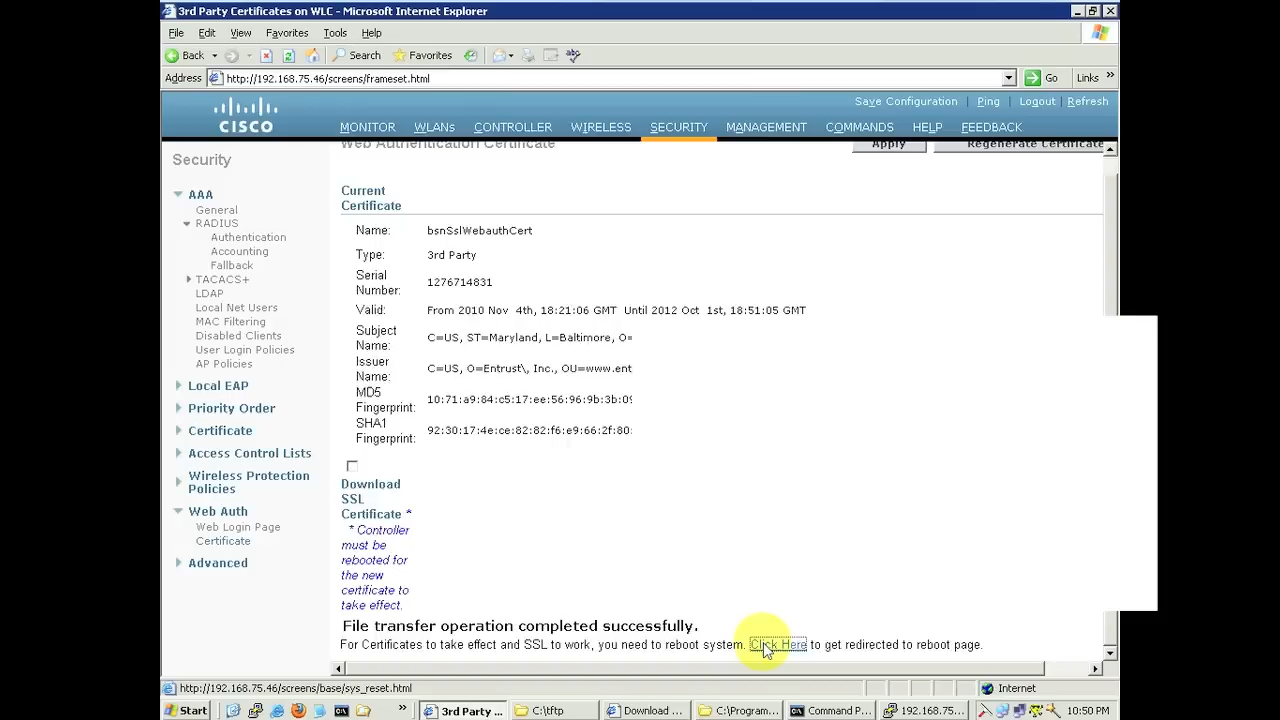 3rd Party Certificates on WLC - Microsoft Internet Explorer
File Edit View Favorites Tools Help
Back Search Favorites
Address http://192.168.75.46/screens/frameset.html Go Links »
Save Configuration | Ping | Logout | Refresh
CISCO
MONITOR WLANs CONTROLLER WIRELESS SECURITY MANAGEMENT COMMANDS HELP FEEDBACK
Security
AAA
General
RADIUS
Authentication
Accounting
Fallback
TACACS+
LDAP
Local Net Users
MAC Filtering
Disabled Clients
User Login Policies
AP Policies
Local EAP
Priority Order
Certificate
Access Control Lists
Wireless Protection
Policies
Web Auth
Web Login Page
Certificate
Advanced
Web Authentication Certificate Apply Regenerate Certificate
Current
Certificate
Name: bsnSslWebauthCert
Type: 3rd Party
Serial
Number: 1276714831
Valid: From 2010 Nov 4th, 18:21:06 GMT Until 2012 Oct 1st, 18:51:05 GMT
Subject
Name: C=US, ST=Maryland, L=Baltimore, O=
Issuer
Name: C=US, O=Entrust\, Inc., OU=www.ent
MD5
Fingerprint: 10:71:a9:84:c5:17:ee:56:96:9b:3b:09
SHA1
Fingerprint: 92:30:17:4e:ce:82:82:f6:e9:66:2f:80:
Download
SSL
Certificate *
* Controller
must be
rebooted for
the new
certificate to
take effect.
File transfer operation completed successfully.
For Certificates to take effect and SSL to work, you need to reboot system. Click Here to get redirected to reboot page.
http://192.168.75.46/screens/base/sys_reset.html Internet
Start » 3rd Party ... C:\tftp Download ... C:\Program... Command P... 192.168.75... 10:50 PM